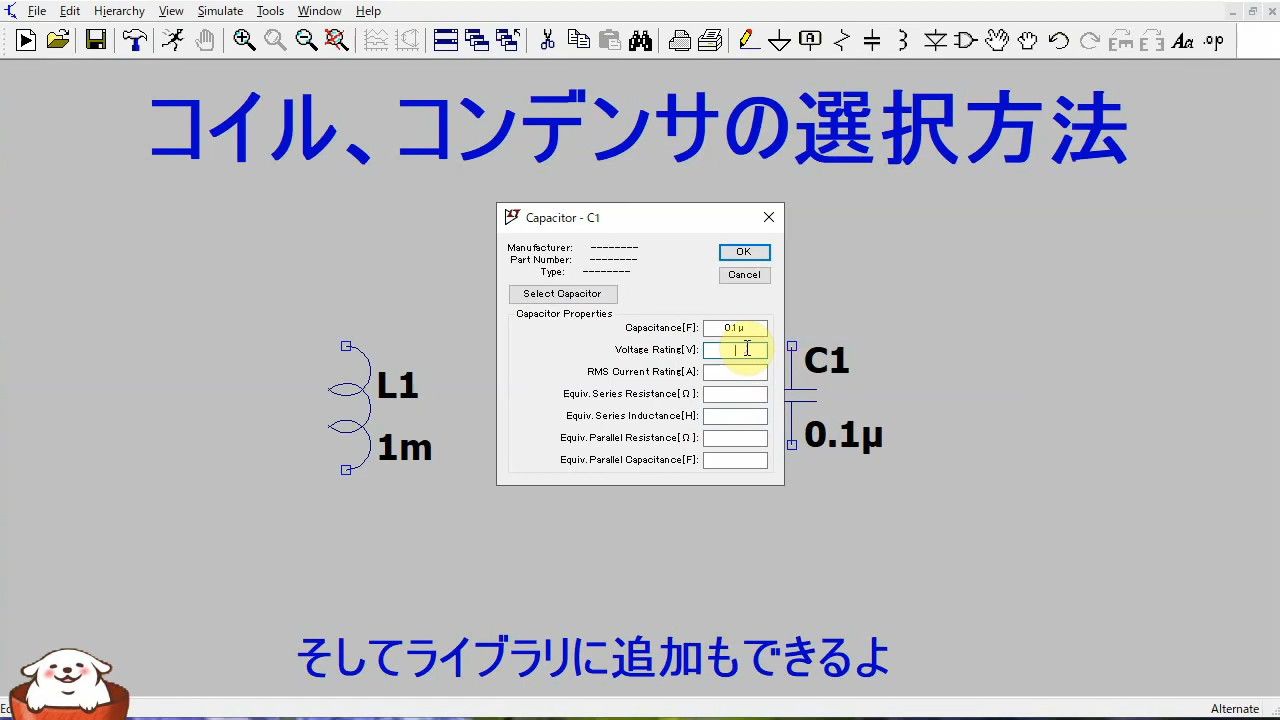 File Edit Hierarchy View Simulate Tools Window Help
コイル、コンデンサの選択方法
Capacitor - C1
Manufacturer: --------
OK
Part Number: --------
Type: --------
Cancel
Select Capacitor
Capacitor Properties
Capacitance[F]: 0.1μ
Voltage Rating[V]:
RMS Current Rating[A]:
Equiv. Series Resistance[Ω]:
Equiv. Series Inductance[H]:
Equiv. Parallel Resistance[Ω]:
Equiv. Parallel Capacitance[F]:
L1
1m
C1
0.1µ
そしてライブラリに追加もできるよ
Alternate